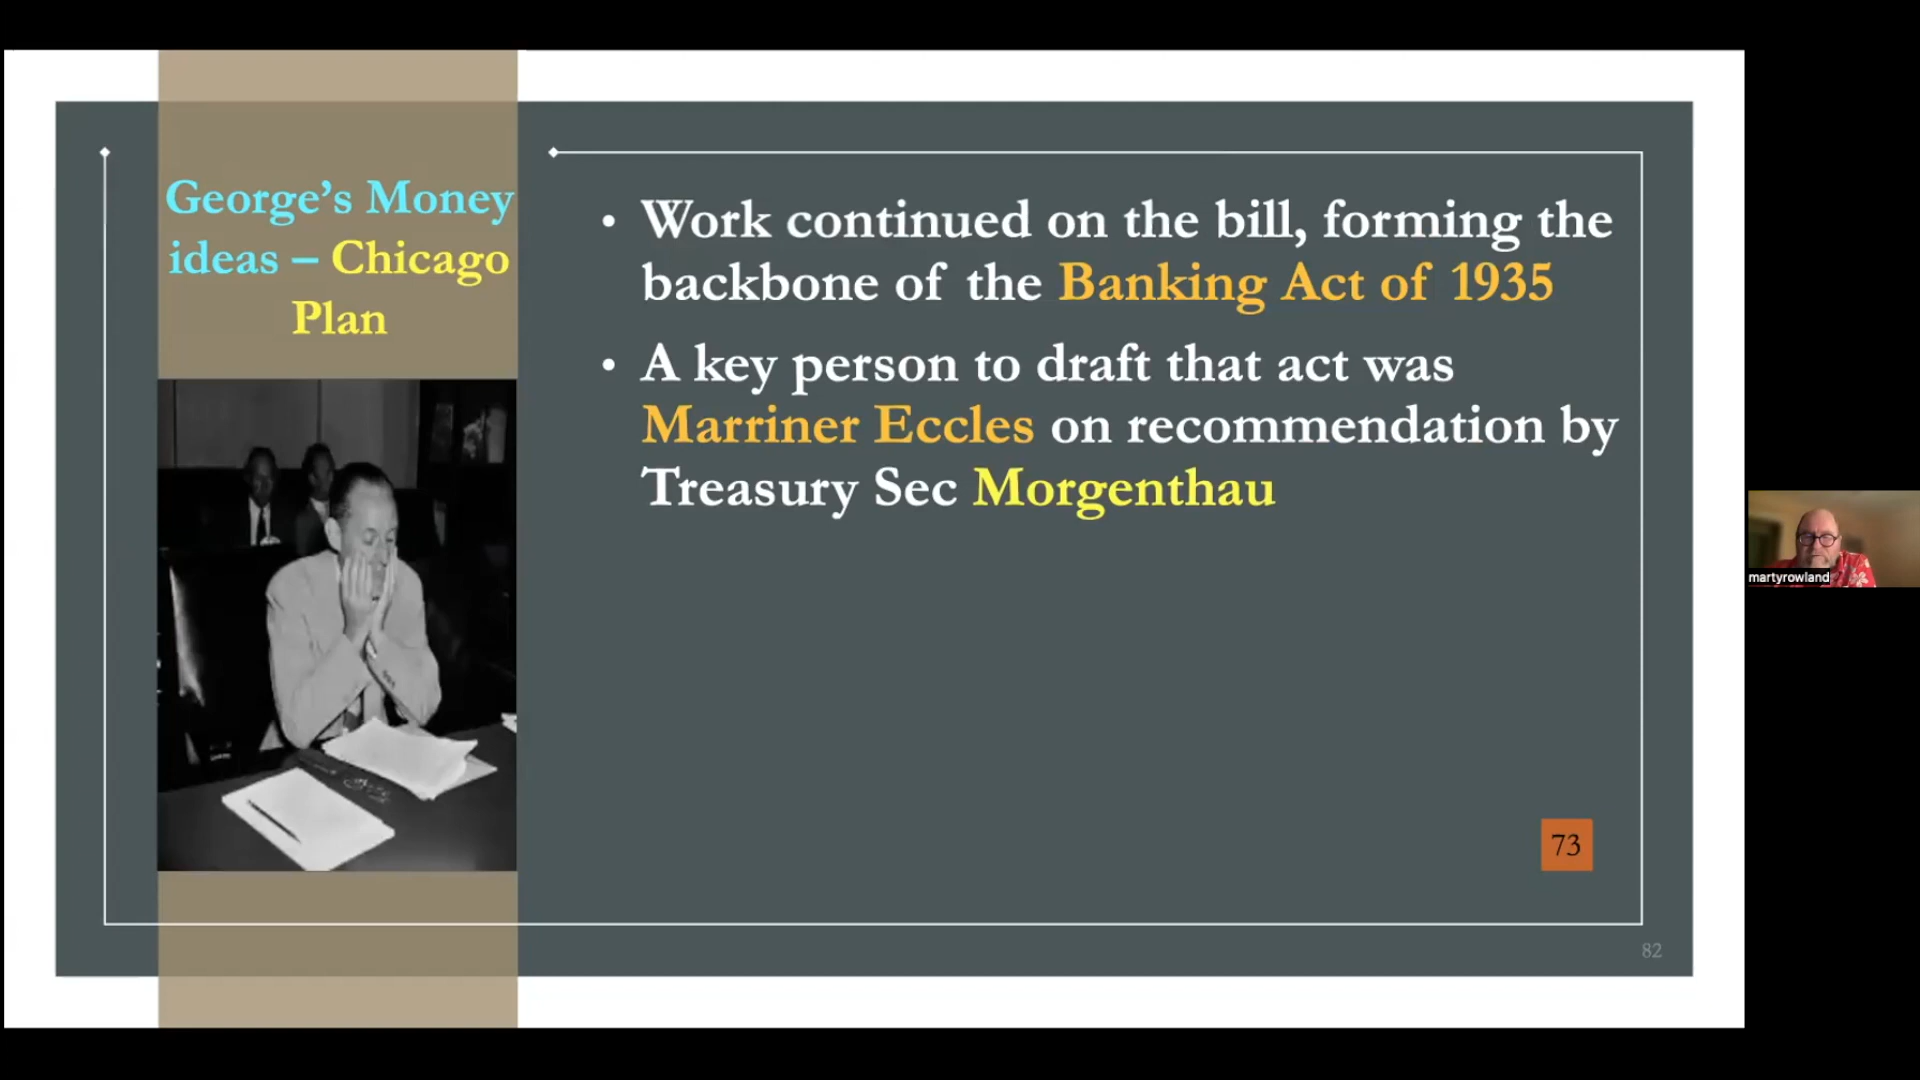 George's Money
ideas – Chicago
Plan
• Work continued on the bill, forming the
backbone of the Banking Act of 1935
• A key person to draft that act was
Marriner Eccles on recommendation by
Treasury Sec Morgenthau
73
82
martyrowland